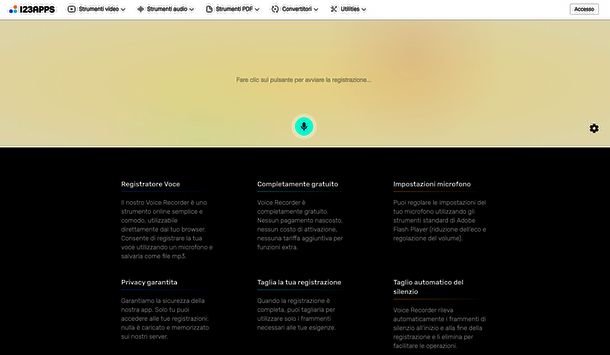 123APPS Strumenti video Strumenti audio Strumenti PDF Convertitori Utilities Accesso
Fare clic sul pulsante per avviare la registrazione...
Registratore Voce
Il nostro Voice Recorder è uno
strumento online semplice e
comodo, utilizzabile
direttamente dal tuo browser.
Consente di registrare la tua
voce utilizzando un microfono e
salvarla come file mp3.
Completamente gratuito
Voice Recorder è
completamente gratuito.
Nessun pagamento nascosto,
nessun costo di attivazione,
nessuna tariffa aggiuntiva per
funzioni extra.
Impostazioni microfono
Puoi regolare le impostazioni del
tuo microfono utilizzando gli
strumenti standard di Adobe
Flash Player (riduzione dell'eco e
regolazione del volume).
Privacy garantita
Garantiamo la sicurezza della
nostra app. Solo tu puoi
accedere alle tue registrazioni:
nulla è caricato e memorizzato
sui nostri server.
Taglia la tua registrazione
Quando la registrazione è
completa, puoi tagliarla per
utilizzare solo i frammenti
necessari alle tue esigenze.
Taglio automatico del
silenzio
Voice Recorder rileva
automaticamente i frammenti di
silenzio all'inizio e alla fine della
registrazione e li elimina per
facilitare le operazioni.